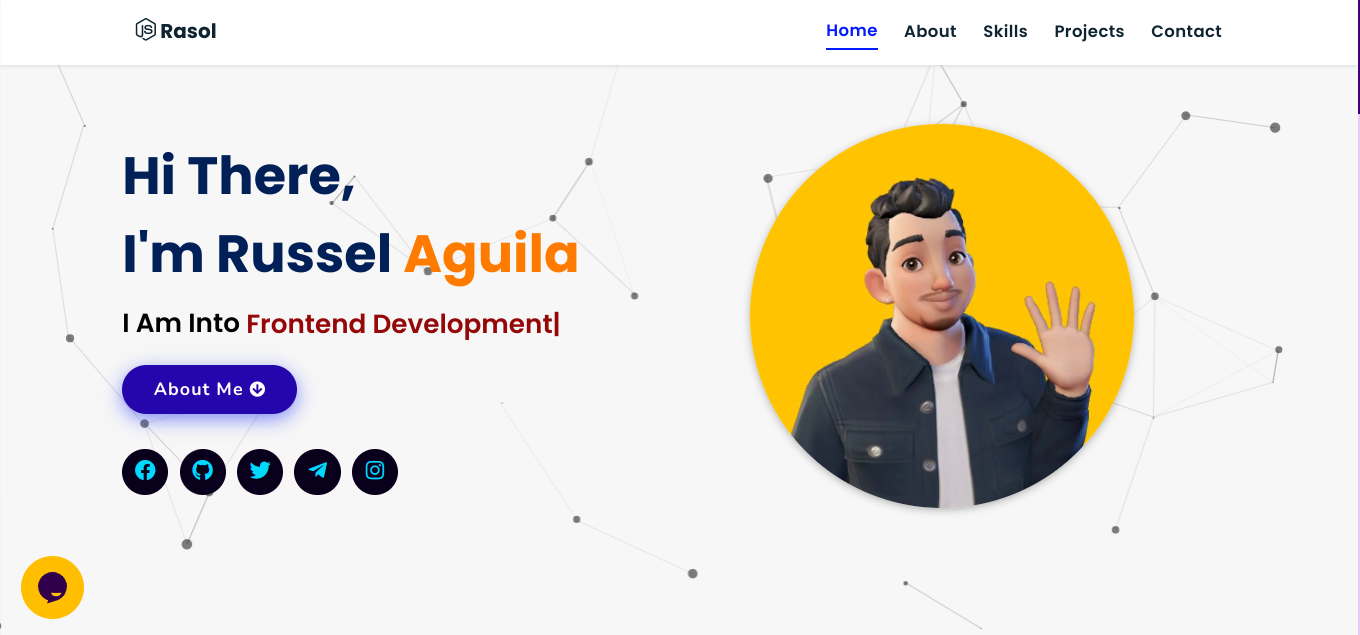 JS Rasol
Home About Skills Projects Contact
Hi There,
I'm Russel Aguila
I Am Into Frontend Development|
About Me